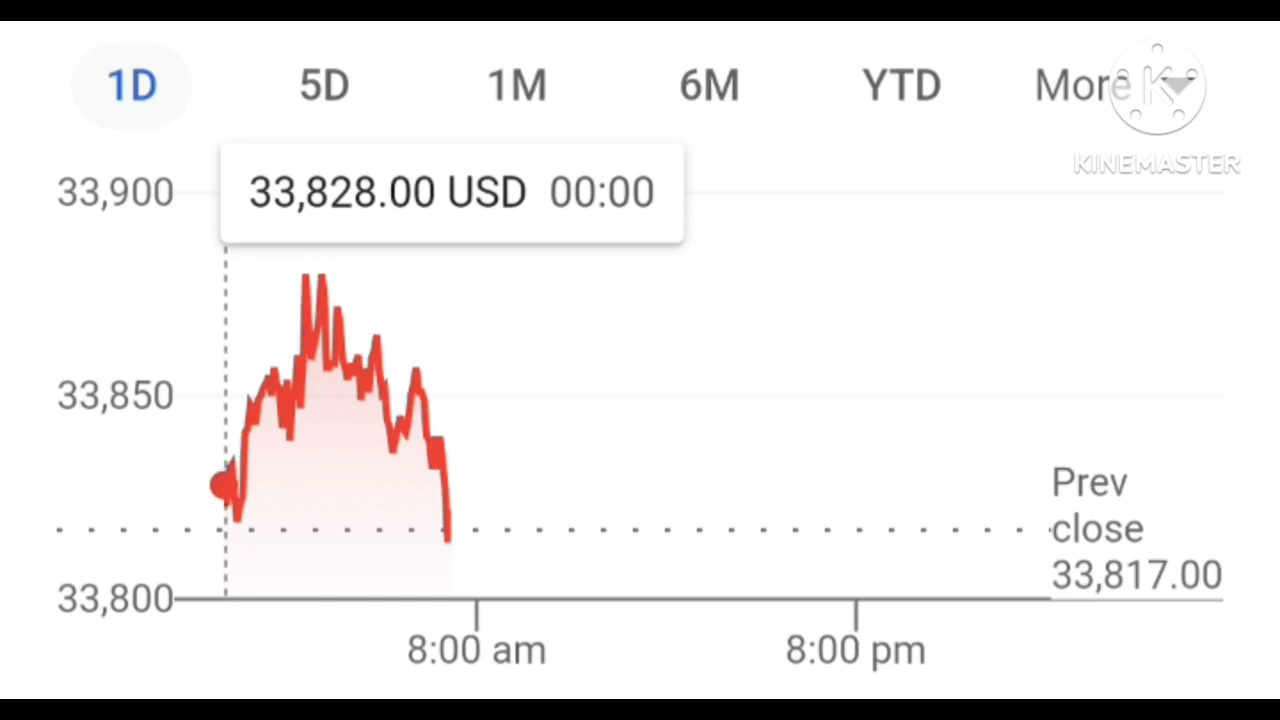 1D 5D 1M 6M YTD More
KINEMASTER
33,900
33,828.00 USD 00:00
33,850
Prev
close
33,817.00
33,800
8:00 am 8:00 pm